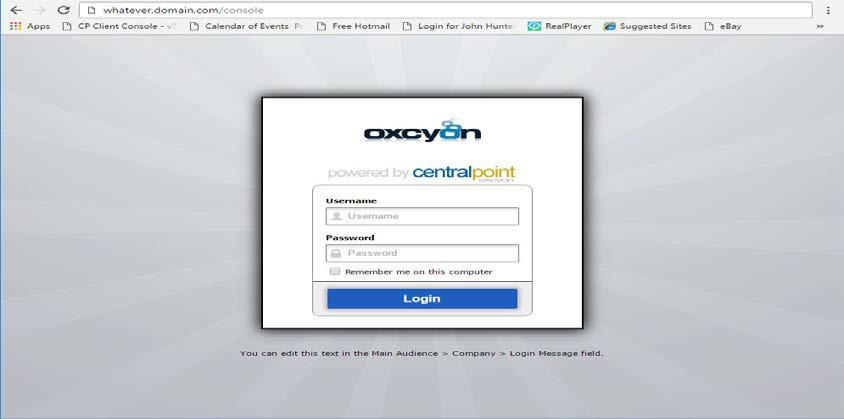 whatever.domain.com/console
Apps CP Client Console - v7 Calendar of Events Free Hotmail Login for John Hunter RealPlayer Suggested Sites eBay »
oxcyon
powered by centralpoint
oxcyon
Username
Username
Password
Password
Remember me on this computer
Login
You can edit this text in the Main Audience > Company > Login Message field.